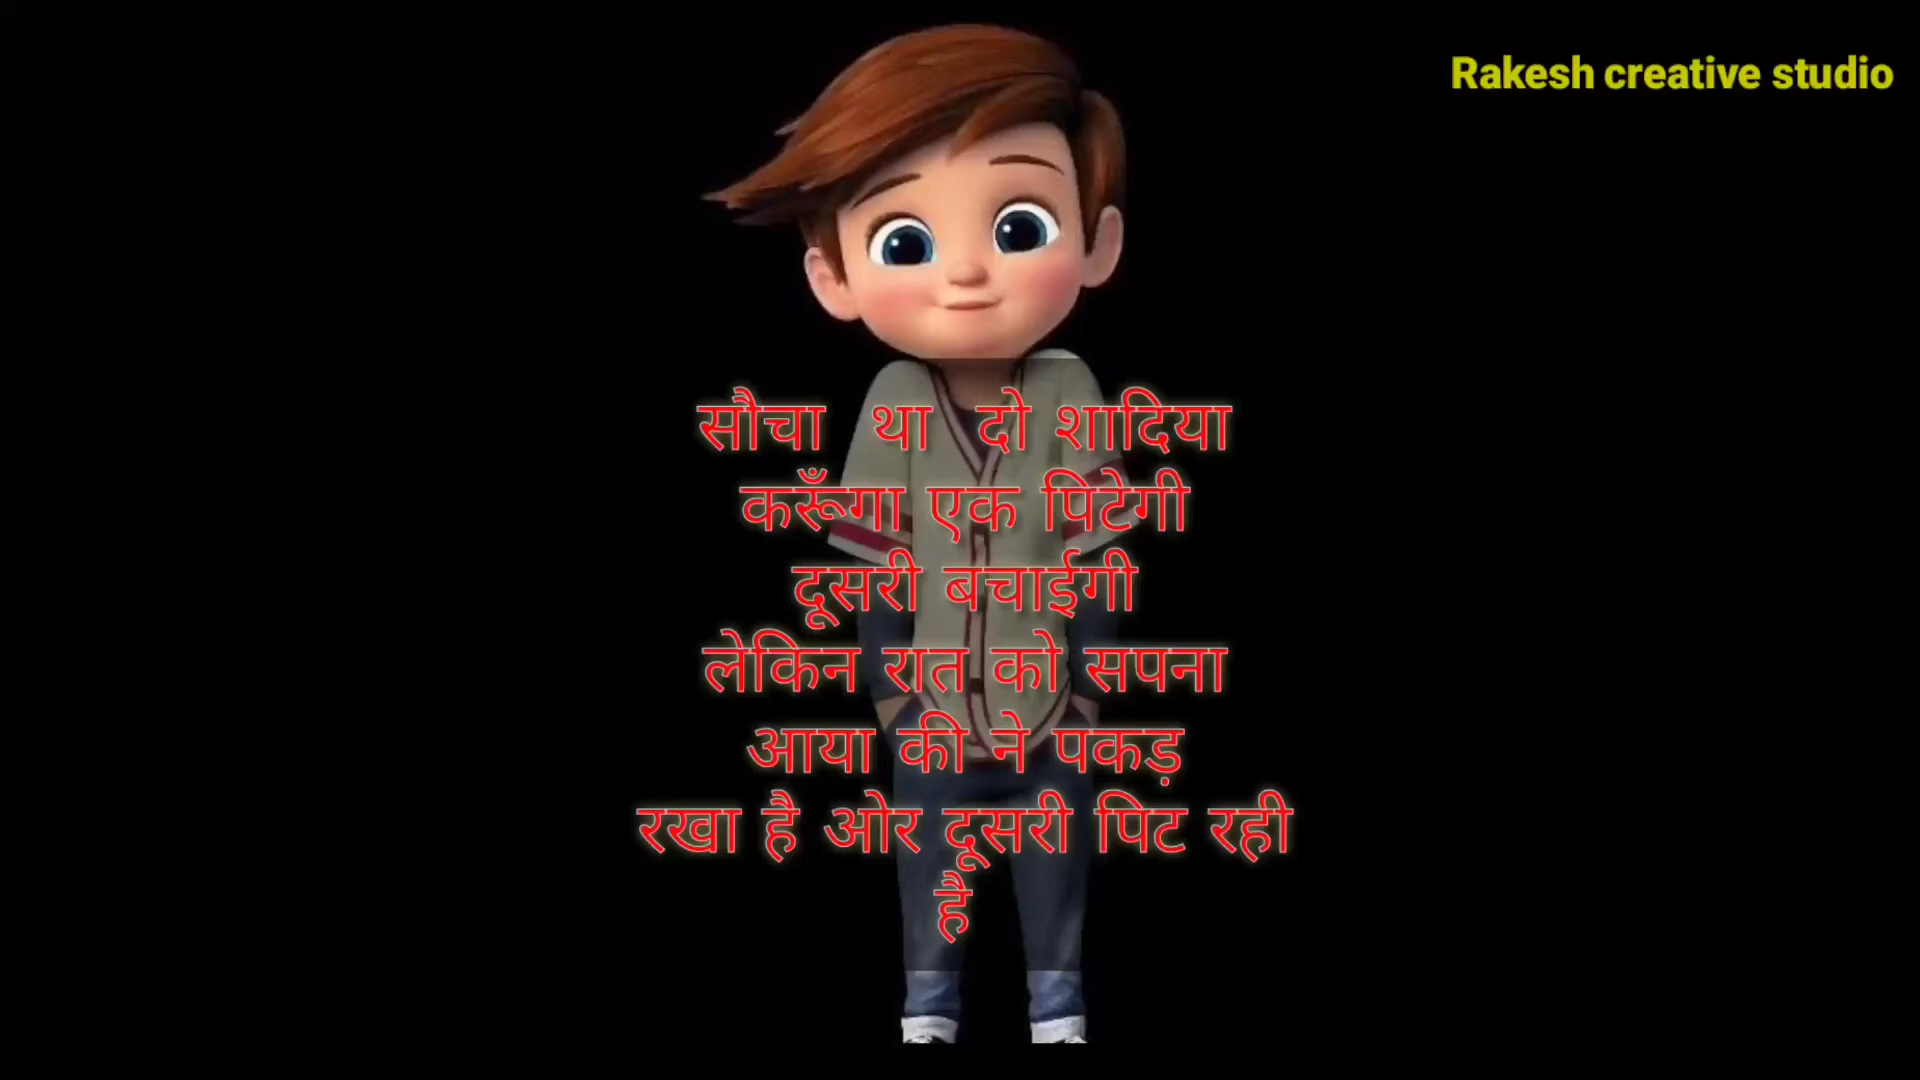 Rakesh creative studio
सौचा था दो शादिया
करूँगा एक पिटेगी
दूसरी बचाईगी
लेकिन रात को सपना
आया की ने पकड़
रखा है ओर दूसरी पिट रही
है